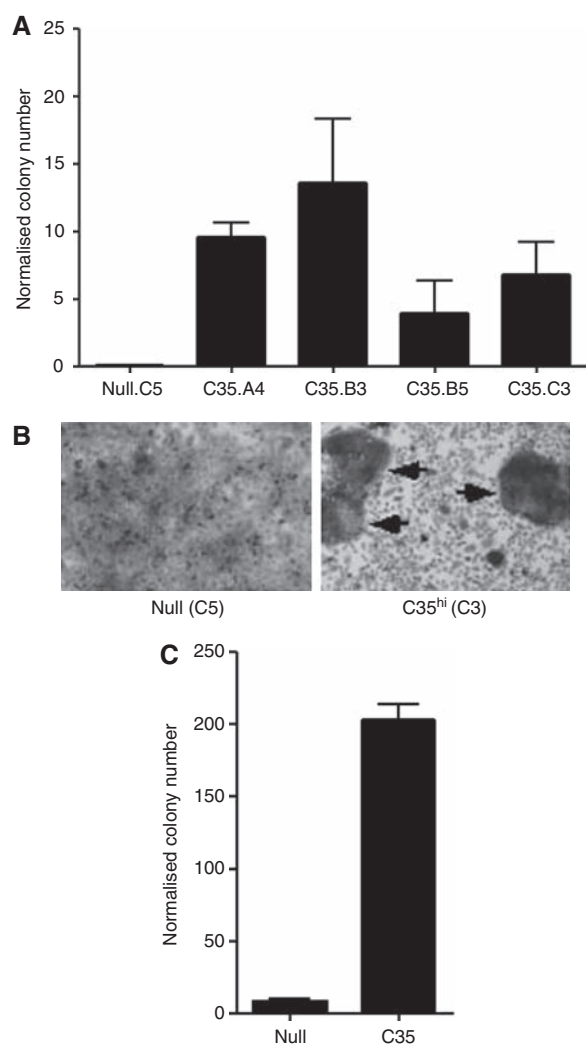 A
25
20
15
10
5
0
Normalised colony number
Null.C5 C35.A4 C35.B3 C35.B5 C35.C3
B
Null (C5) C35hi (C3)
C
250
200
150
100
50
0
Normalised colony number
Null C35